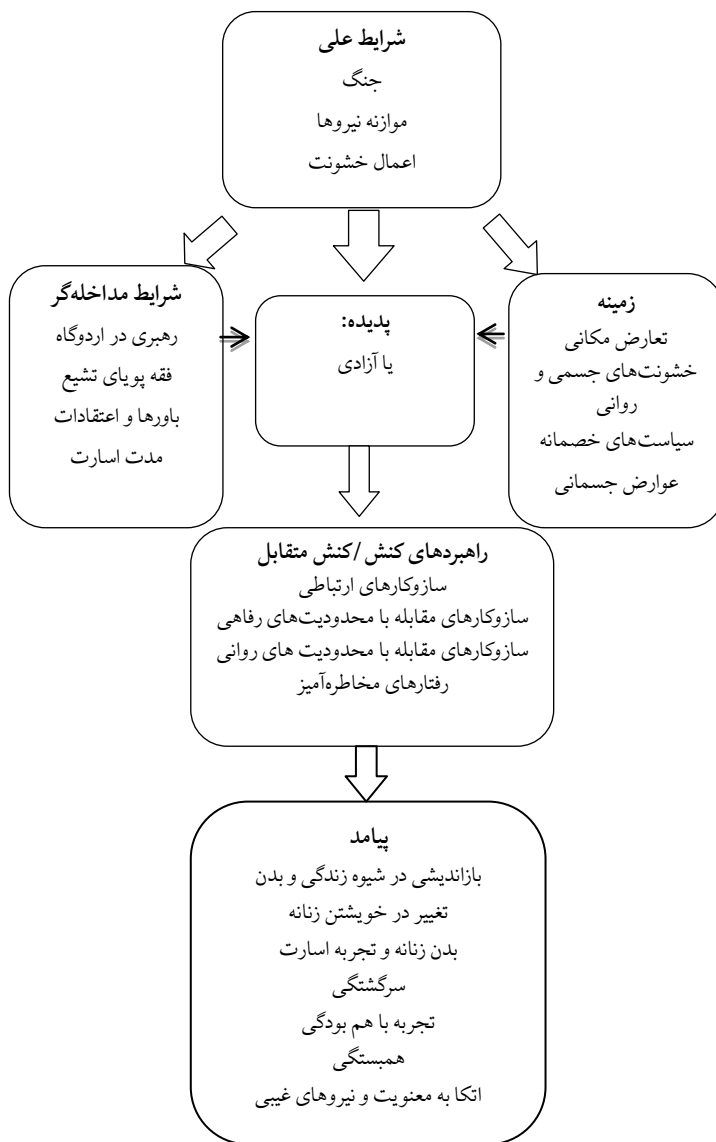 شرایط علی
جنگ
موازنه نیروها
اعمال خشونت
شرایط مداخله‌گر
رهبری در اردوگاه
فقه پویای تشیع
باورها و اعتقادات
مدت اسارت
پدیده:
یا آزادی
زمینه
تعارض مکانی
خشونت‌های جسمی و
روانی
سیاست‌های خصمانه
عوارض جسمانی
راهبردهای کنش/کنش متقابل
سازوکارهای ارتباطی
سازوکارهای مقابله با محدودیت‌های رفاهی
سازوکارهای مقابله با محدودیت های روانی
رفتارهای مخاطره‌آمیز
پیامد
بازاندیشی در شیوه زندگی و بدن
تغییر در خویشتن زنانه
بدن زنانه و تجربه اسارت
سرگشتگی
تجربه با هم بودگی
همبستگی
اتکا به معنویت و نیروهای غیبی